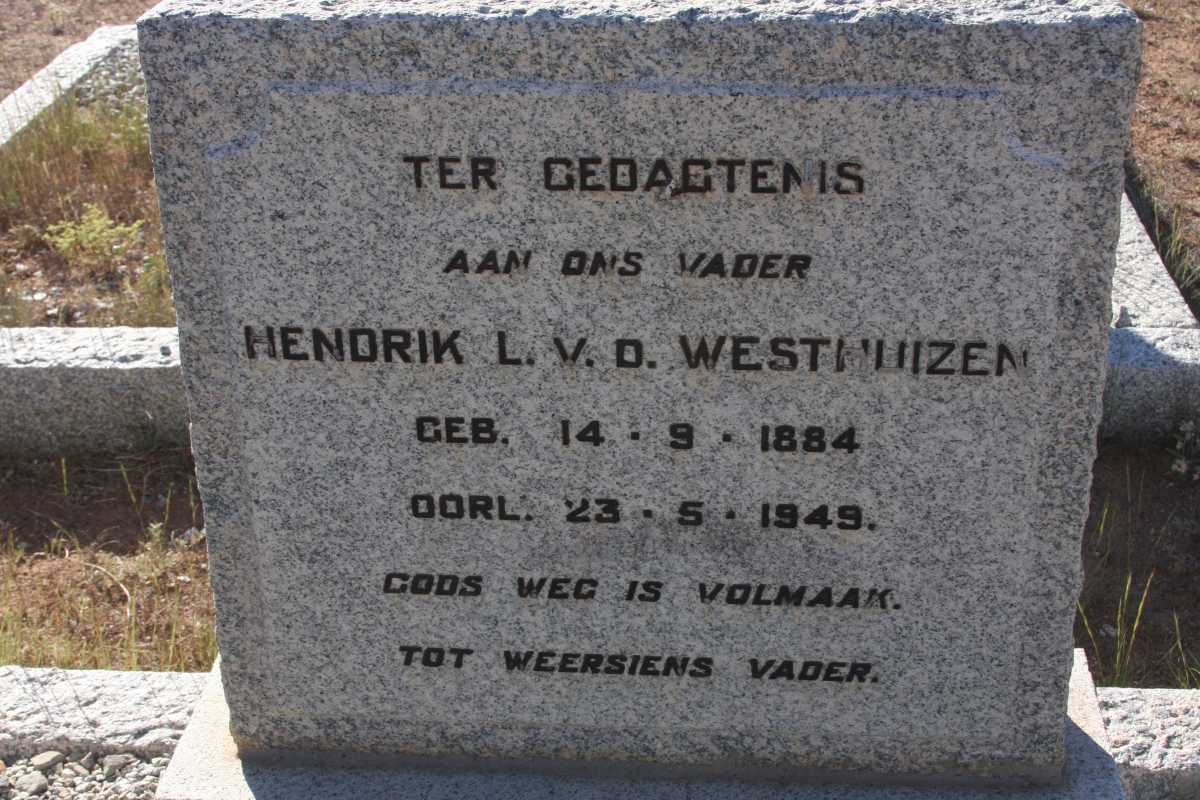 TER GEDAGTENIS
AAN ONS VADER
HENDRIK L. V. D. WESTHUIZEN
GEB. 14 · 9 · 1884
OORL. 23 · 5 · 1949.
GODS WEG IS VOLMAAK.
TOT WEERSIENS VADER.